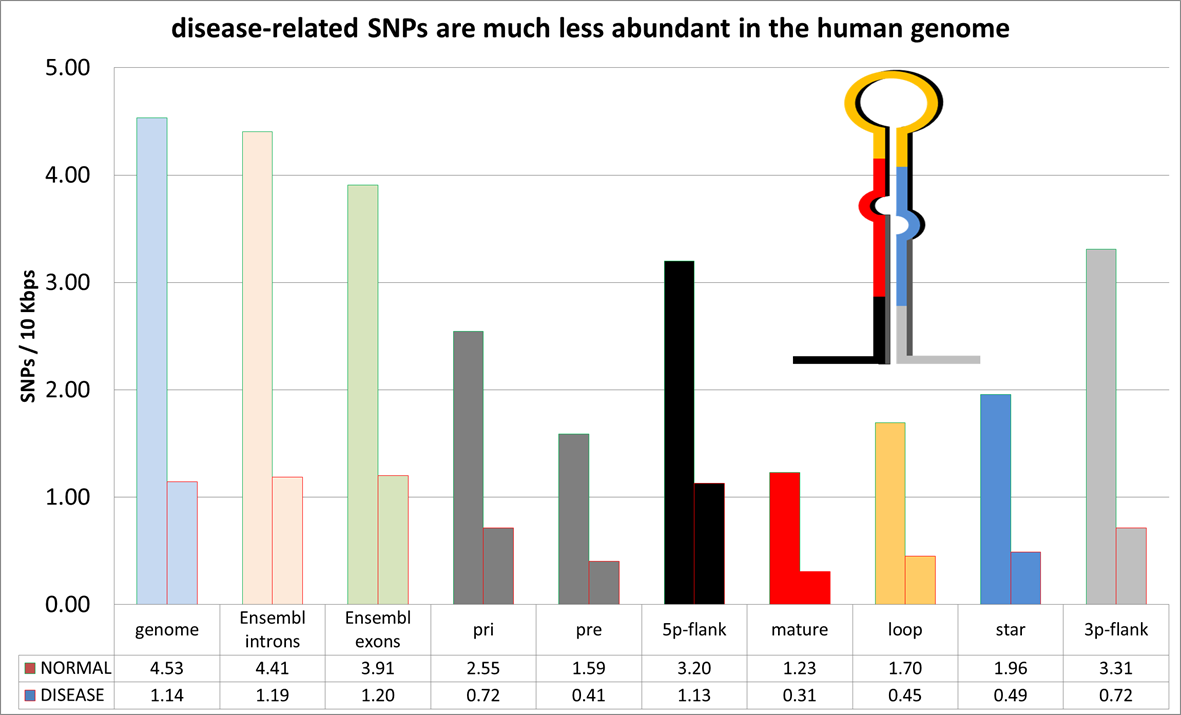 disease-related SNPs are much less abundant in the human genome
SNPs / 10 Kbps
5.00
4.00
3.00
2.00
1.00
0.00
genome Ensembl introns Ensembl exons pri pre 5p-flank mature loop star 3p-flank
NORMAL 4.53 4.41 3.91 2.55 1.59 3.20 1.23 1.70 1.96 3.31
DISEASE 1.14 1.19 1.20 0.72 0.41 1.13 0.31 0.45 0.49 0.72